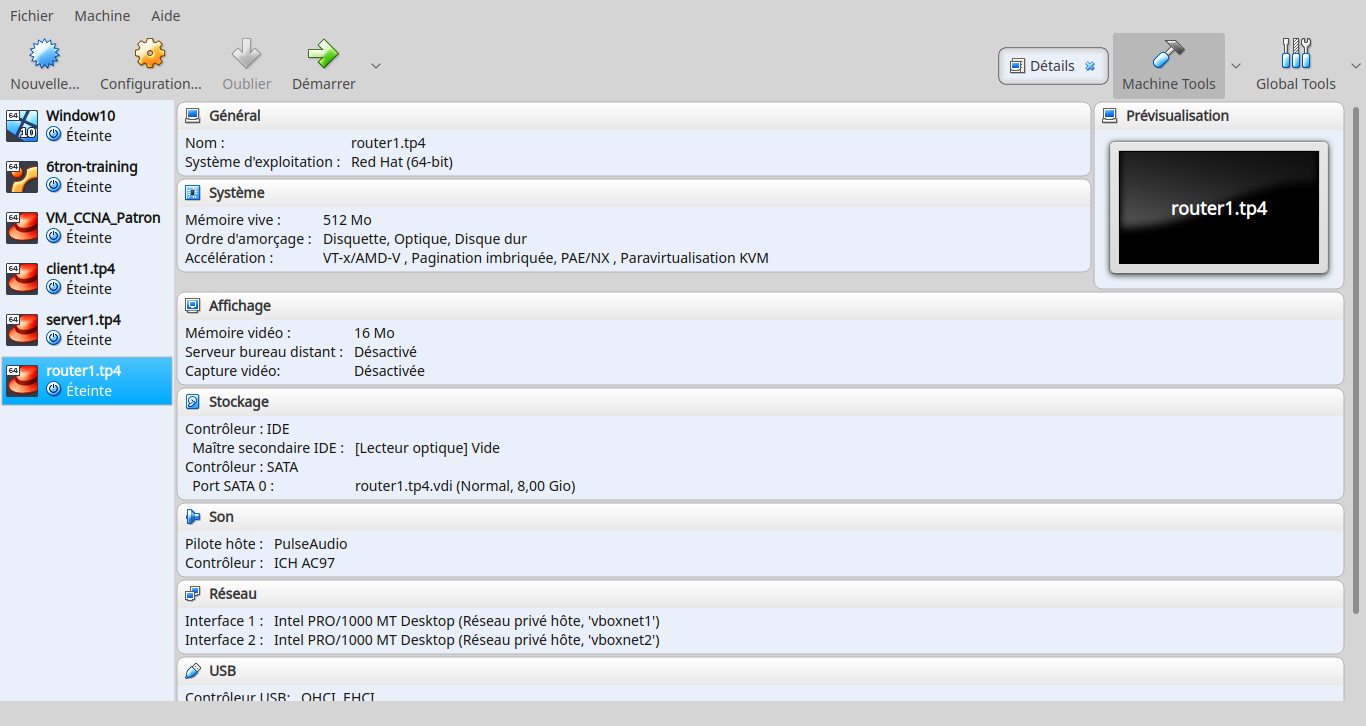 Fichier Machine Aide
Nouvelle... Configuration... Oublier Démarrer Détails Machine Tools Global Tools
64 10 Window10
Éteinte
64 6tron-training
Éteinte
64 VM_CCNA_Patron
Éteinte
64 client1.tp4
Éteinte
64 server1.tp4
Éteinte
64 router1.tp4
Éteinte
Général
Nom : router1.tp4
Système d'exploitation : Red Hat (64-bit)
Système
Mémoire vive : 512 Mo
Ordre d'amorçage : Disquette, Optique, Disque dur
Accélération : VT-x/AMD-V , Pagination imbriquée, PAE/NX , Paravirtualisation KVM
Prévisualisation
router1.tp4
Affichage
Mémoire vidéo : 16 Mo
Serveur bureau distant : Désactivé
Capture vidéo: Désactivée
Stockage
Contrôleur : IDE
Maître secondaire IDE : [Lecteur optique] Vide
Contrôleur : SATA
Port SATA 0 : router1.tp4.vdi (Normal, 8,00 Gio)
Son
Pilote hôte : PulseAudio
Contrôleur : ICH AC97
Réseau
Interface 1 : Intel PRO/1000 MT Desktop (Réseau privé hôte, 'vboxnet1')
Interface 2 : Intel PRO/1000 MT Desktop (Réseau privé hôte, 'vboxnet2')
USB
Contrôleur USB: OHCI, EHCI